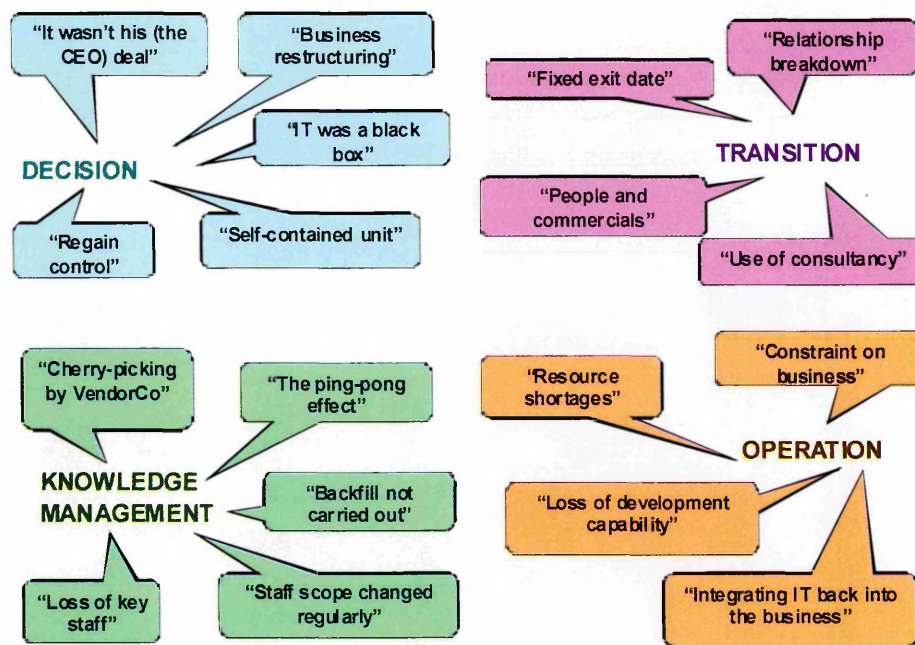 “It wasn’t his (the
CEO) deal”
“Business
restructuring”
“IT was a black
box”
DECISION
“Regain
control”
“Self-contained unit”
“Relationship
breakdown”
“Fixed exit date”
TRANSITION
“People and
commercials”
“Use of consultancy”
“Cherry-picking
by VendorCo”
“The ping-pong
effect”
KNOWLEDGE
MANAGEMENT
“Backfill not
carried out”
“Loss of key
staff”
“Staff scope changed
regularly”
“Constraint on
business”
“Resource
shortages”
OPERATION
“Loss of development
capability”
“Integrating IT back into
the business”